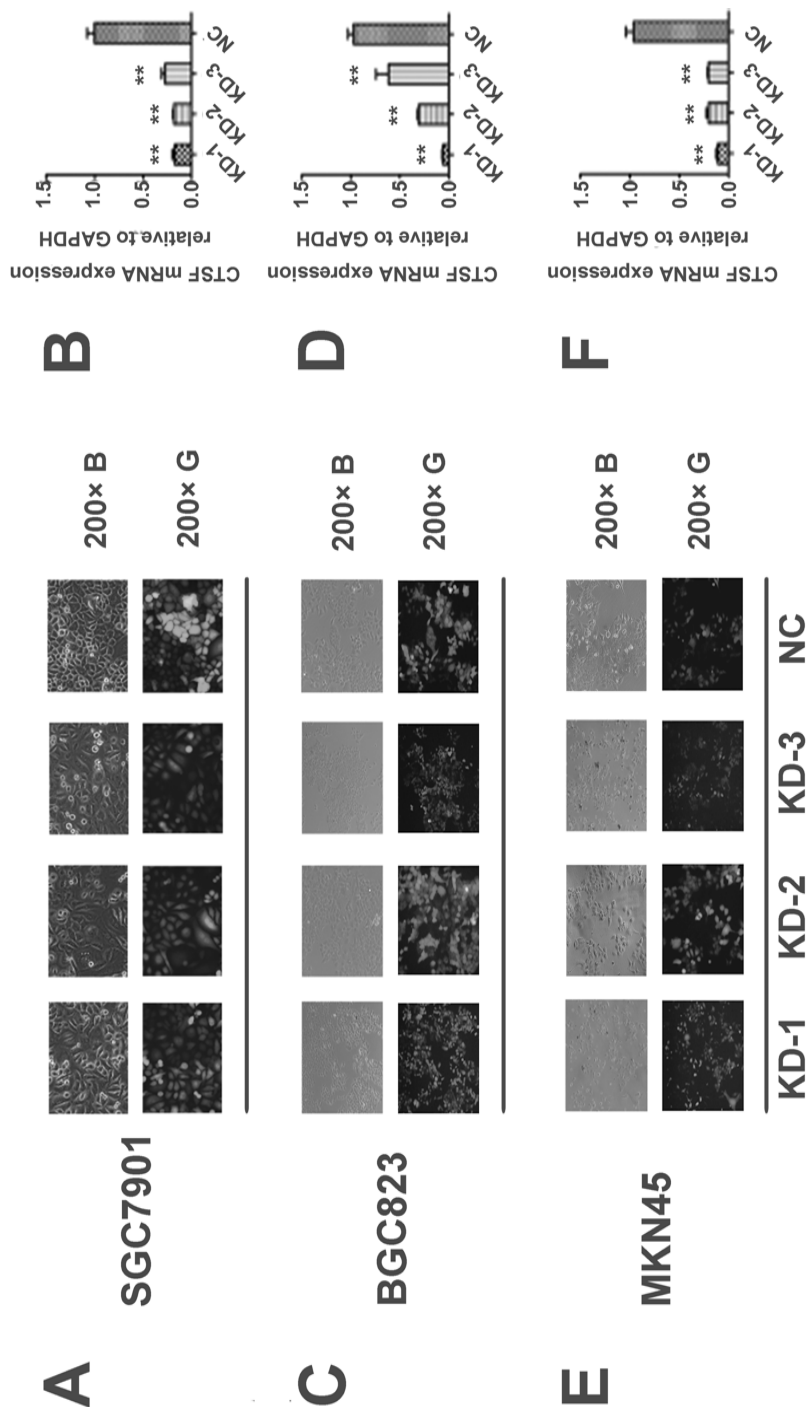 A
SGC7901
200× B
200× G
B
CTSF mRNA expression
relative to GAPDH
1.5
1.0
0.5
0.0
**
**
**
KD-1
KD-2
KD-3
NC
C
BGC823
200× B
200× G
D
CTSF mRNA expression
relative to GAPDH
1.5
1.0
0.5
0.0
**
**
**
KD-1
KD-2
KD-3
NC
E
MKN45
200× B
200× G
KD-1
KD-2
KD-3
NC
F
CTSF mRNA expression
relative to GAPDH
1.5
1.0
0.5
0.0
**
**
**
KD-1
KD-2
KD-3
NC